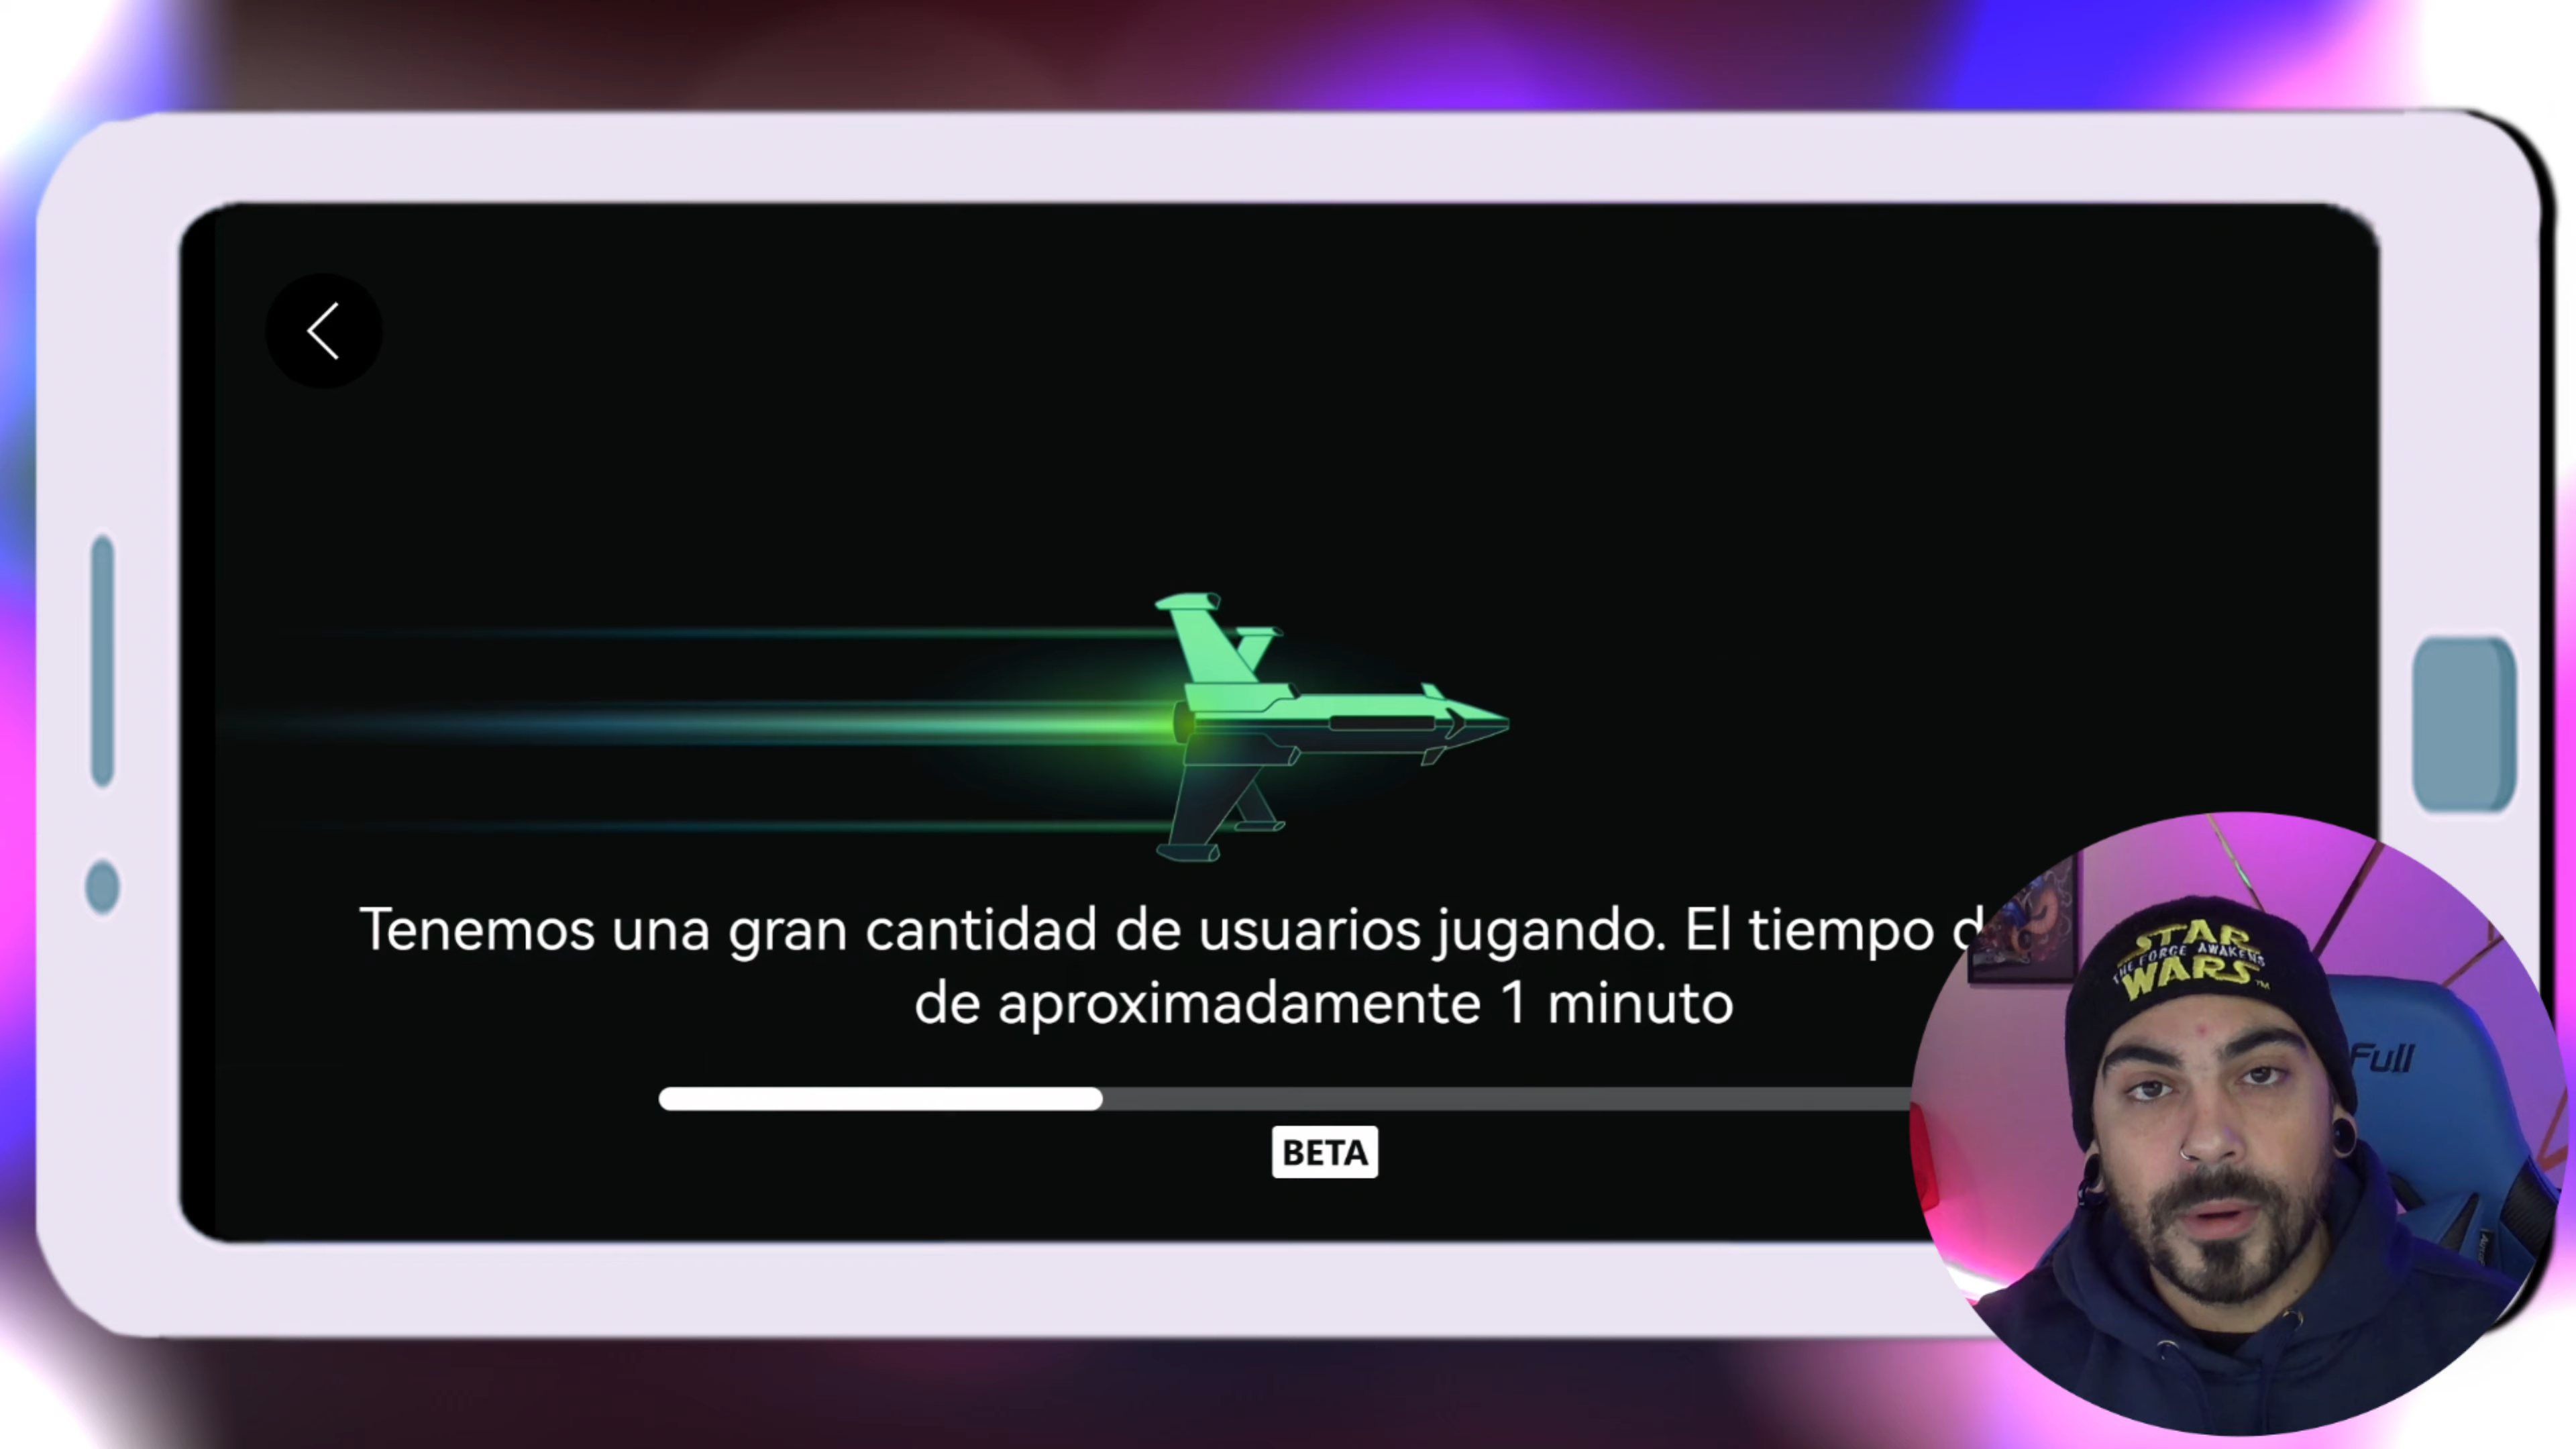 Tenemos una gran cantidad de usuarios jugando. El tiempo
de aproximadamente 1 minuto
BETA
STAR
THE FORCE AWAKENS
WARS
TM
Full